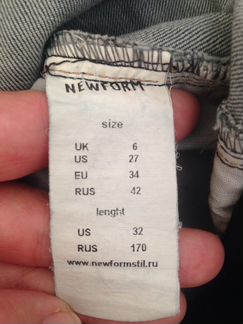 NEWFORM
size
UK 6
US 27
EU 34
RUS 42
lenght
US 32
RUS 170
www.newformstil.ru